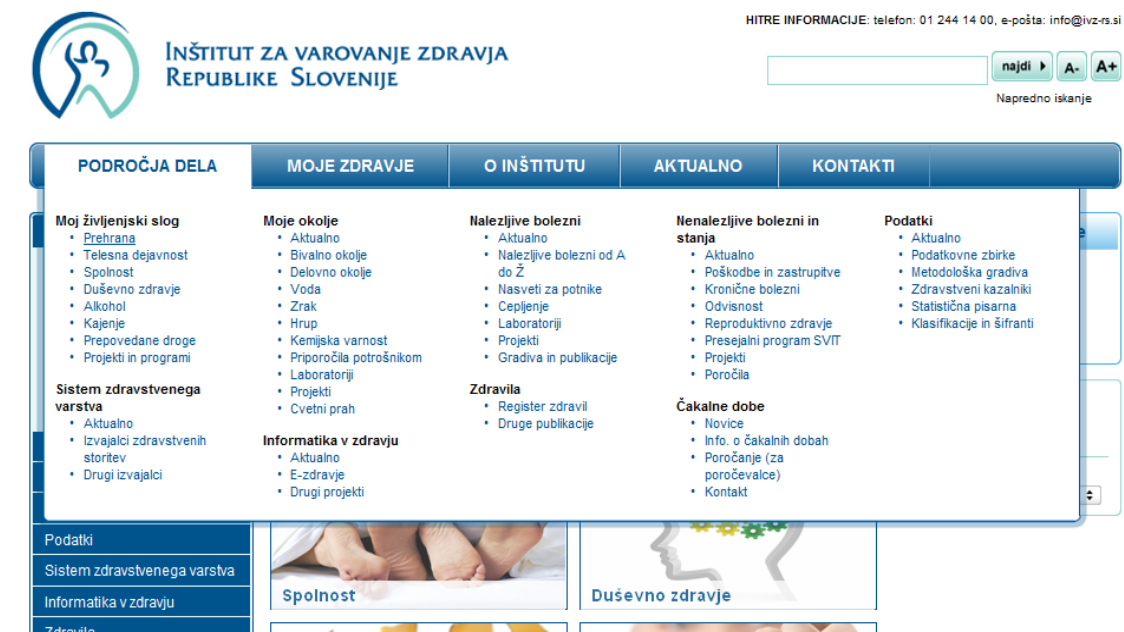 HITRE INFORMACIJE: telefon: 01 244 14 00, e-pošta: info@ivz-rs.si
INŠTITUT ZA VAROVANJE ZDRAVJA
REPUBLIKE SLOVENIJE
najdi
A-
A+
Napredno iskanje
PODROČJA DELA
MOJE ZDRAVJE
O INŠTITUTU
AKTUALNO
KONTAKTI
Moj življenjski slog
• Prehrana
• Telesna dejavnost
• Spolnost
• Duševno zdravje
• Alkohol
• Kajenje
• Prepovedane droge
• Projekti in programi
Sistem zdravstvenega
varstva
• Aktualno
• Izvajalci zdravstvenih
storitev
• Drugi izvajalci
Moje okolje
• Aktualno
• Bivalno okolje
• Delovno okolje
• Voda
• Zrak
• Hrup
• Kemijska varnost
• Priporočila potrošnikom
• Laboratoriji
• Projekti
• Cvetni prah
Informatika v zdravju
• Aktualno
• E-zdravje
• Drugi projekti
Nalezljive bolezni
• Aktualno
• Nalezljive bolezni od A
do Ž
• Nasveti za potnike
• Cepljenje
• Laboratoriji
• Projekti
• Gradiva in publikacije
Zdravila
• Register zdravil
• Druge publikacije
Nenalezljive bolezni in
stanja
• Aktualno
• Poškodbe in zastrupitve
• Kronične bolezni
• Odvisnost
• Reproduktivno zdravje
• Presejalni program SVIT
• Projekti
• Poročila
Čakalne dobe
• Novice
• Info. o čakalnih dobah
• Poročanje (za
poročevalce)
• Kontakt
Podatki
• Aktualno
• Podatkovne zbirke
• Metodološka gradiva
• Zdravstveni kazalniki
• Statistična pisarna
• Klasifikacije in šifranti
Podatki
Sistem zdravstvenega varstva
Informatika v zdravju
Zdravila
Spolnost
Duševno zdravje